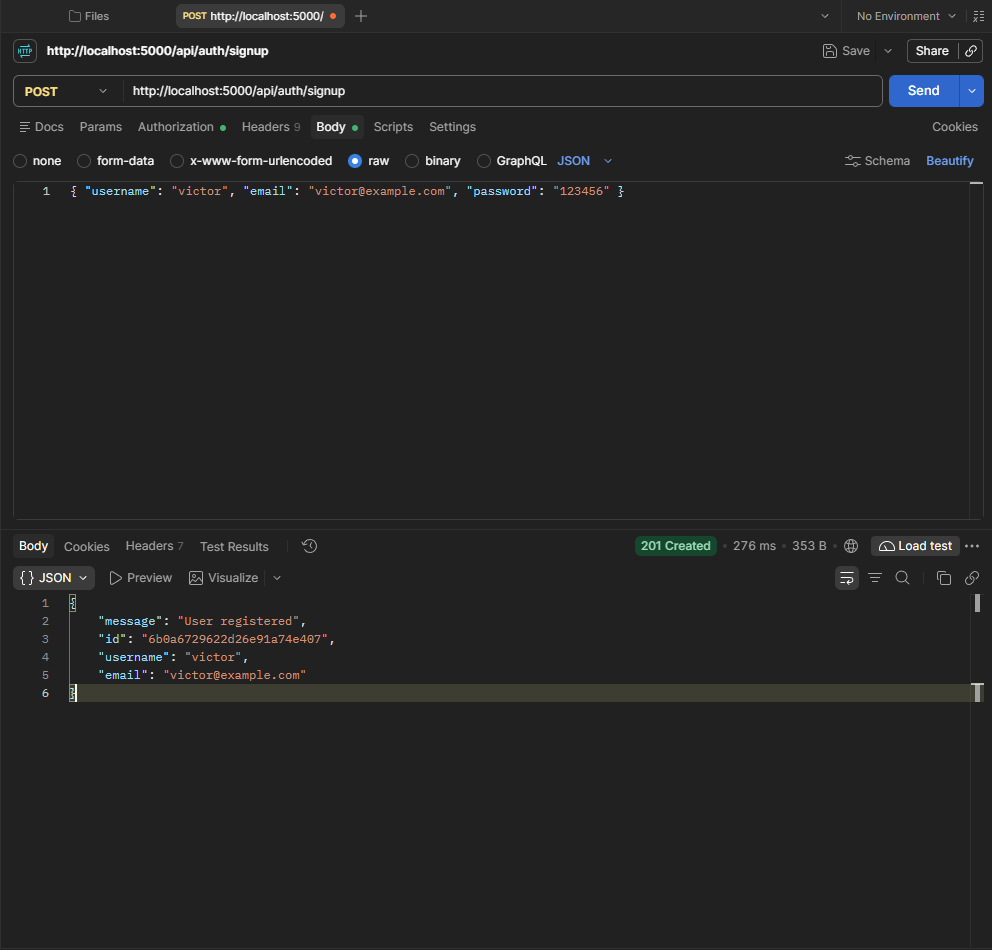 Files
POST http://localhost:5000/
No Environment
HTTP
http://localhost:5000/api/auth/signup
Save
Share
POST
http://localhost:5000/api/auth/signup
Send
Docs Params Authorization Headers 9 Body Scripts Settings
Cookies
none form-data x-www-form-urlencoded raw binary GraphQL JSON
Schema Beautify
1 { "username": "victor", "email": "victor@example.com", "password": "123456" }
Body Cookies Headers 7 Test Results
201 Created 276 ms 353 B Load test
{} JSON Preview Visualize
1 {
2 "message": "User registered",
3 "id": "6b0a6729622d26e91a74e407",
4 "username": "victor",
5 "email": "victor@example.com"
6 }